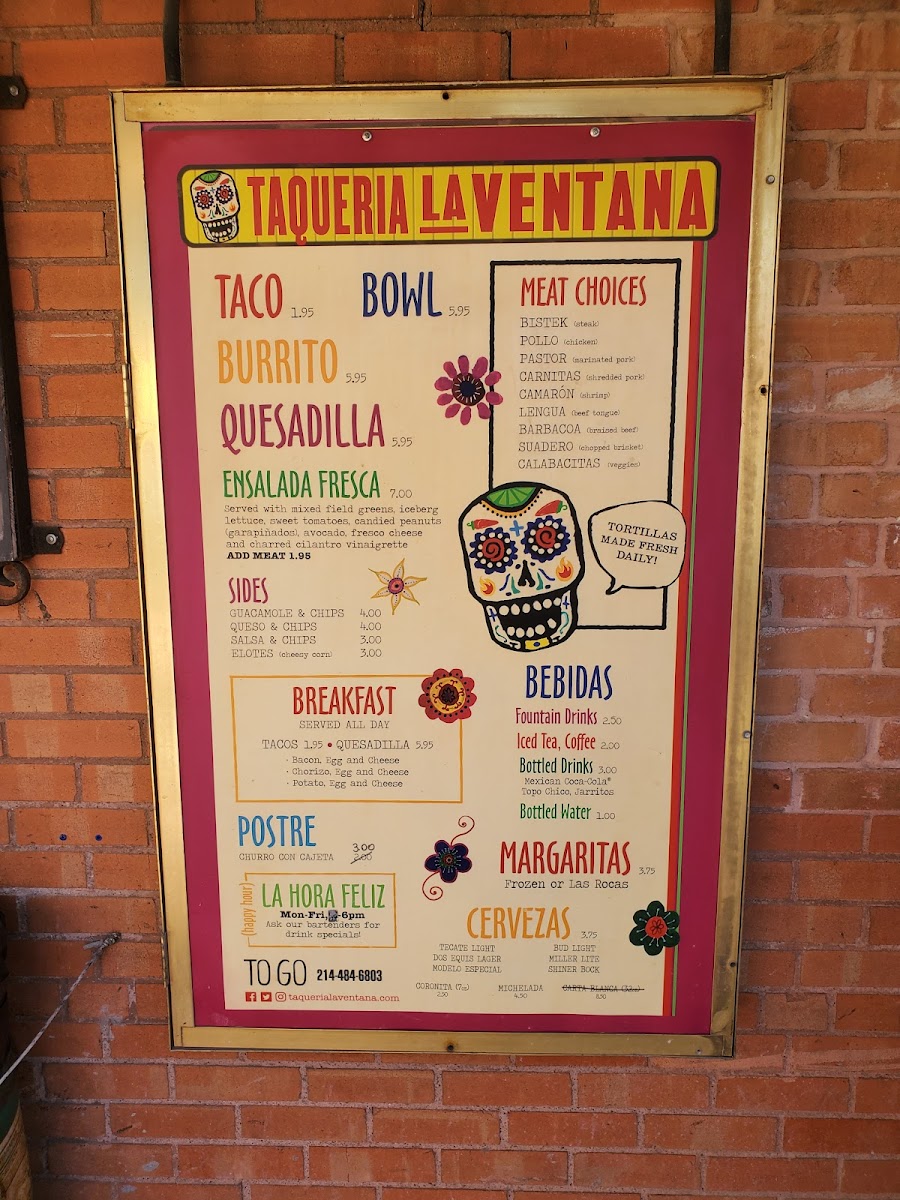 TAQUERIA LA VENTANA
TACO 1.95
BOWL 5.95
BURRITO 5.95
QUESADILLA 5.95
ENSALADA FRESCA 7.00
Served with mixed field greens, iceberg
lettuce, sweet tomatoes, candied peanuts
(garapiñados), avocado, fresco cheese
and charred cilantro vinaigrette
ADD MEAT 1.95
SIDES
GUACAMOLE & CHIPS 4.00
QUESO & CHIPS 4.00
SALSA & CHIPS 3.00
ELOTES (cheesy corn) 3.00
MEAT CHOICES
BISTEK (steak)
POLLO (chicken)
PASTOR (marinated pork)
CARNITAS (shredded pork)
CAMARÓN (shrimp)
LENGUA (beef tongue)
BARBACOA (braised beef)
SUADERO (chopped brisket)
CALABACITAS (veggies)
TORTILLAS
MADE FRESH
DAILY!
BREAKFAST
SERVED ALL DAY
TACOS 1.95 • QUESADILLA 5.95
· Bacon, Egg and Cheese
· Chorizo, Egg and Cheese
· Potato, Egg and Cheese
POSTRE
3.00
CHURRO CON CAJETA 2.00
(happy hour)
LA HORA FELIZ
Mon-Fri, -6pm
Ask our bartenders for
drink specials!
TO GO 214-484-6803
taquerialaventana.com
BEBIDAS
Fountain Drinks 2.50
Iced Tea, Coffee 2.00
Bottled Drinks 3.00
Mexican Coca-Cola®
Topo Chico, Jarritos
Bottled Water 1.00
MARGARITAS 3.75
Frozen or Las Rocas
CERVEZAS 3.75
TECATE LIGHT BUD LIGHT
DOS EQUIS LAGER MILLER LITE
MODELO ESPECIAL SHINER BOCK
CORONITA (7oz) MICHELADA CARTA BLANCA (32oz)
2.50 4.50 8.50